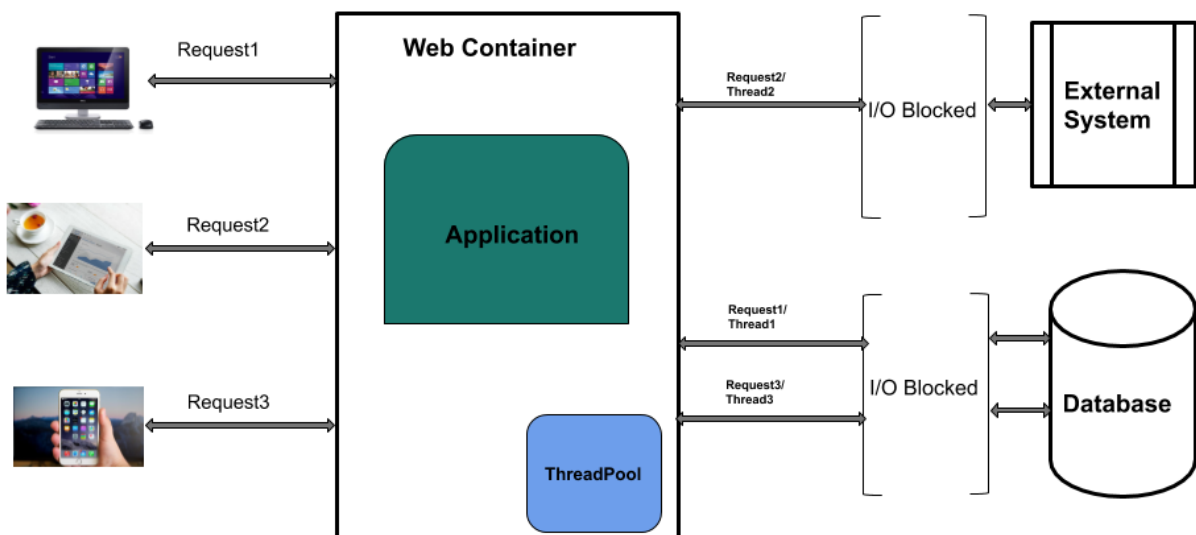 Request1
Web Container
Request2/
Thread2
I/O Blocked
External
System
Request2
Application
Request1/
Thread1
Request3/
Thread3
I/O Blocked
Database
Request3
ThreadPool